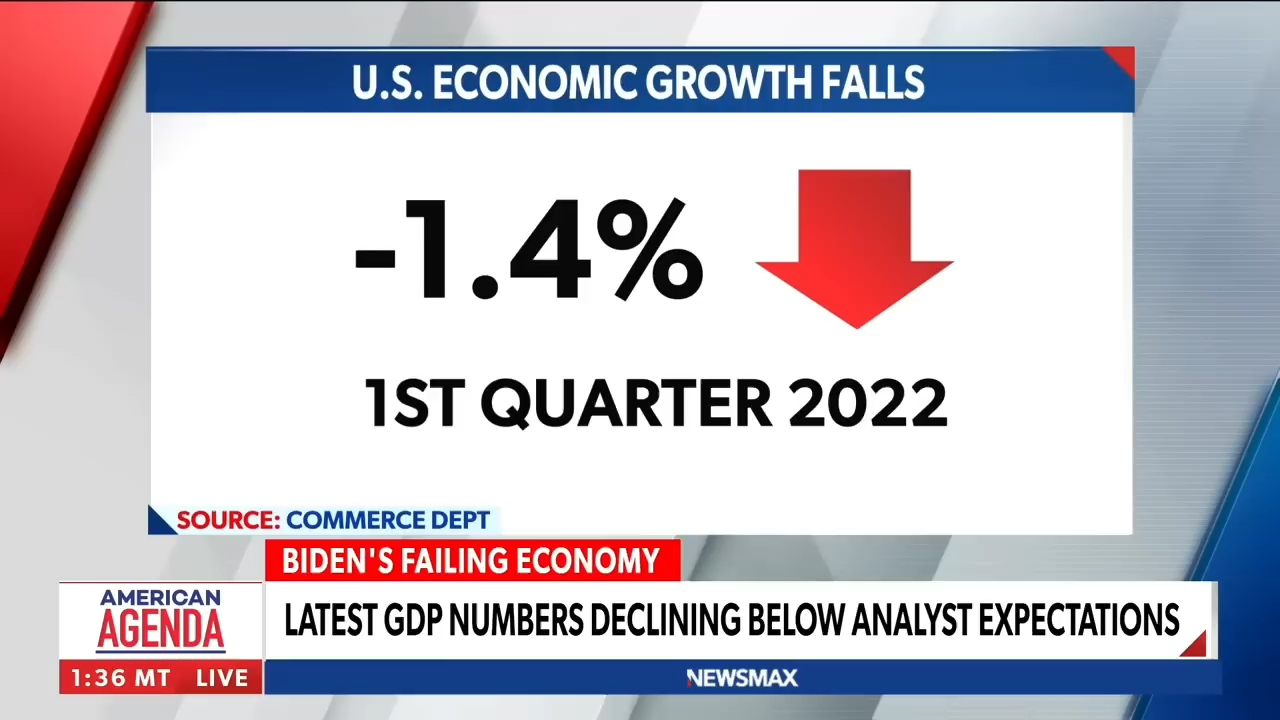 U.S. ECONOMIC GROWTH FALLS
-1.4%
1ST QUARTER 2022
SOURCE: COMMERCE DEPT
BIDEN'S FAILING ECONOMY
LATEST GDP NUMBERS DECLINING BELOW ANALYST EXPECTATIONS
AMERICAN
AGENDA
1:36 MT LIVE
NEWSMAX